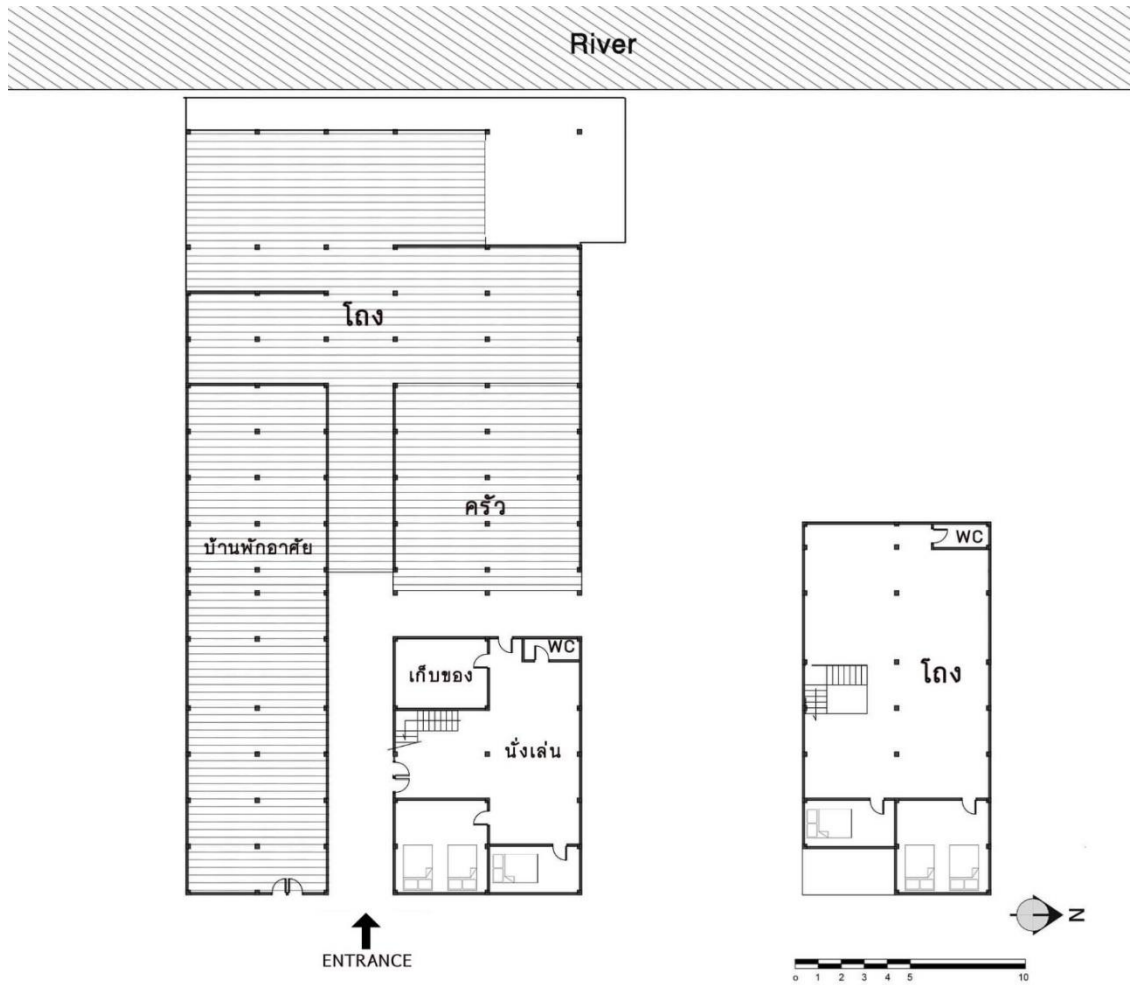 River
โถง
ครัว
บ้านพักอาศัย
WC
WC
เก็บของ
โถง
นั่งเล่น
N
ENTRANCE
0 1 2 3 4 5 10